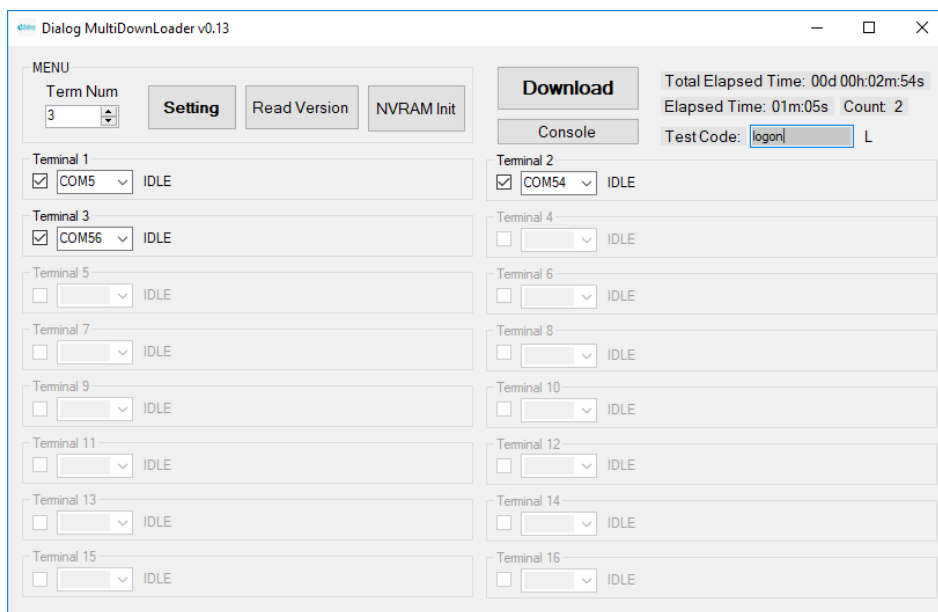 Dialog MultiDownLoader v0.13
MENU
Term Num
3
Setting
Read Version
NVRAM Init
Download
Console
Total Elapsed Time: 00d 00h:02m:54s
Elapsed Time: 01m:05s Count: 2
Test Code: logon L
Terminal 1
COM5 IDLE
Terminal 2
COM54 IDLE
Terminal 3
COM56 IDLE
Terminal 4
IDLE
Terminal 5
IDLE
Terminal 6
IDLE
Terminal 7
IDLE
Terminal 8
IDLE
Terminal 9
IDLE
Terminal 10
IDLE
Terminal 11
IDLE
Terminal 12
IDLE
Terminal 13
IDLE
Terminal 14
IDLE
Terminal 15
IDLE
Terminal 16
IDLE